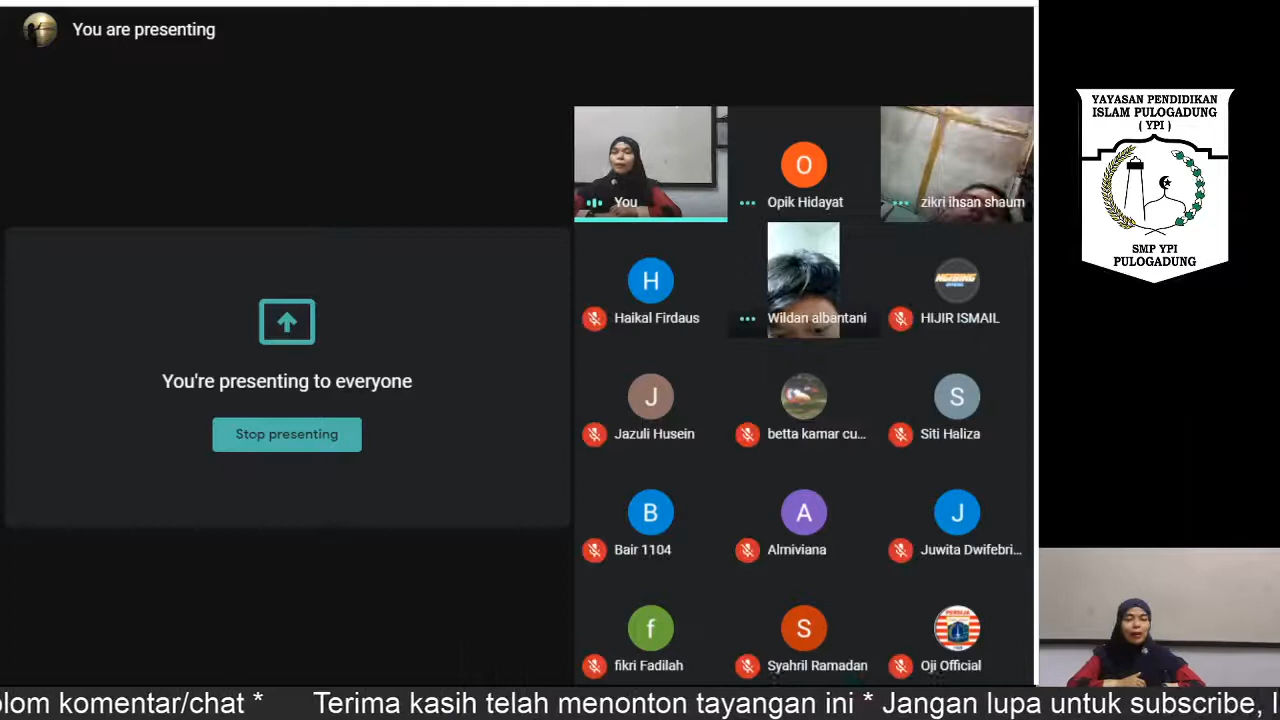 You are presenting
You're presenting to everyone
Stop presenting
You
O
Opik Hidayat
zikri ihsan shaum
H
Haikal Firdaus
Wildan albantani
NGIBING
HIJIR ISMAIL
J
Jazuli Husein
betta kamar cu...
S
Siti Haliza
B
Bair 1104
A
Almiviana
J
Juwita Dwifebri...
f
fikri Fadilah
S
Syahril Ramadan
PERSIJA
Oji Official
YAYASAN PENDIDIKAN
ISLAM PULOGADUNG
( YPI )
SMP YPI
PULOGADUNG
olom komentar/chat * Terima kasih telah menonton tayangan ini * Jangan lupa untuk subscribe, l